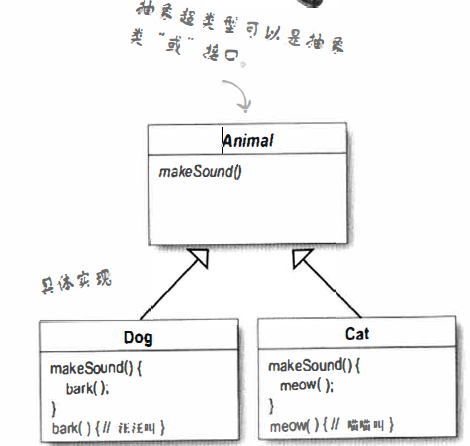 抽象超类型可以是抽象
类“或”接口。
Animal
makeSound()
具体实现
Dog
makeSound() {
bark( );
}
bark( ) { // 汪汪叫 }
Cat
makeSound() {
meow( );
}
meow( ) { // 喵喵叫 }